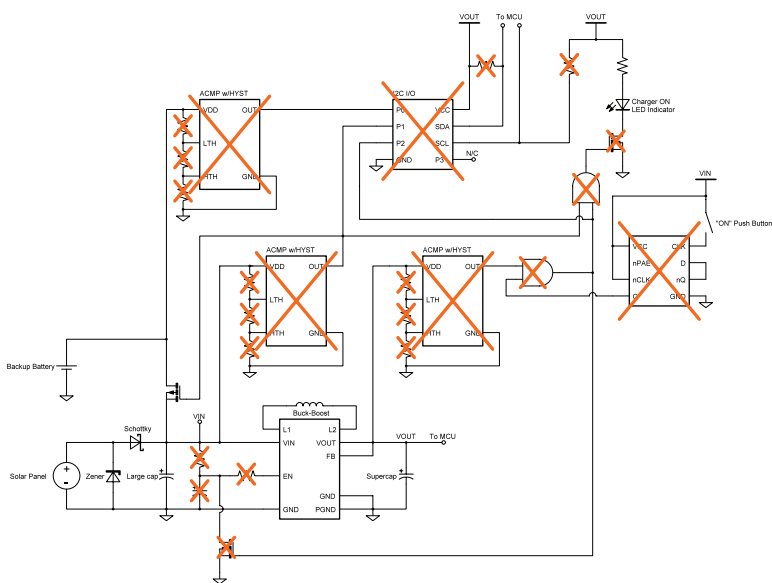 VOUT
To MCU
VOUT
ACMP w/HYST
I2C I/O
VDD
OUT
P0
VCC
Charger ON
LED Indicator
P1
SDA
LTH
P2
SCL
GND
P3
N/C
HTH
GND
VIN
"ON" Push Button
ACMP w/HYST
ACMP w/HYST
VCC
CLK
VDD
OUT
VDD
OUT
nPAE
D
nCLK
nQ
LTH
LTH
GND
HTH
GND
HTH
GND
Backup Battery
VIN
Buck-Boost
Schottky
L1
L2
VIN
VOUT
VOUT
To MCU
FB
Solar Panel
+
-
Zener
+
Large cap
EN
+
Supercap
GND
GND
PGND